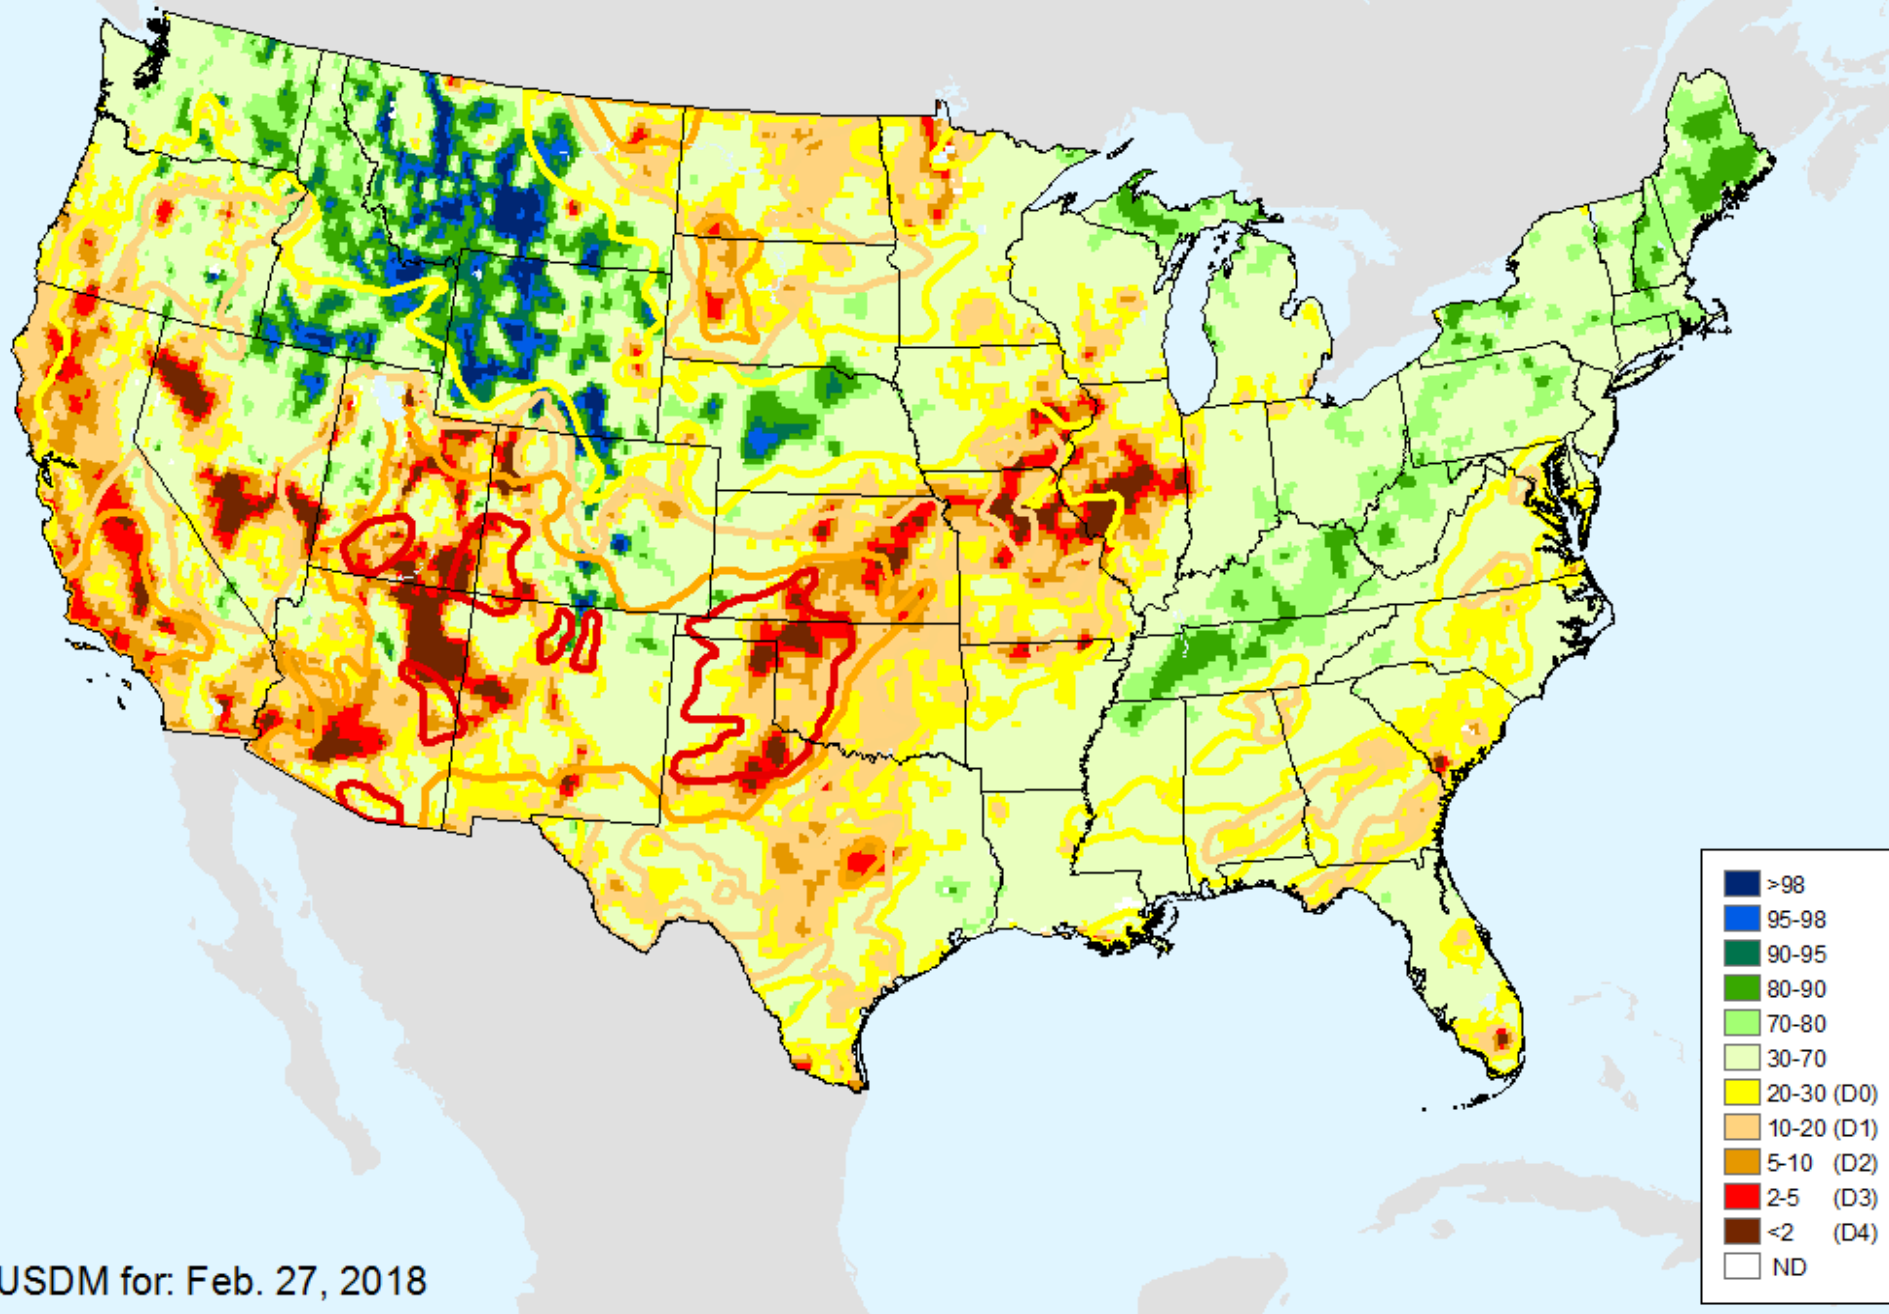 >98
95-98
90-95
80-90
70-80
30-70
20-30 (D0)
10-20 (D1)
5-10 (D2)
2-5 (D3)
<2 (D4)
ND
USDM for: Feb. 27, 2018